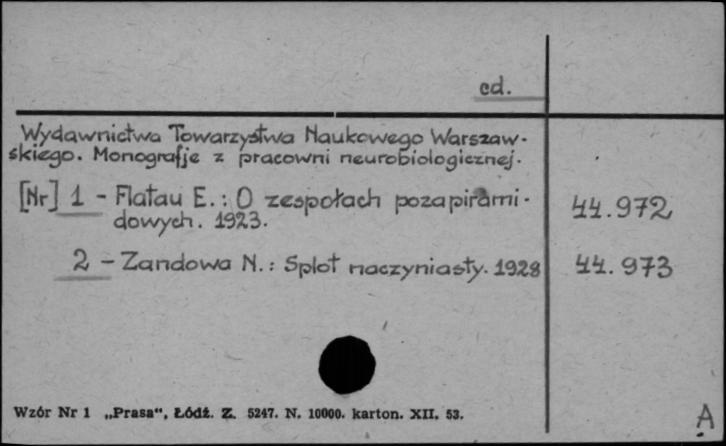 cd.
Wydawnictwa Towarzystwa Naukowego Warszaw-
skiego. Monografje z pracowni neurobiologicznej.
[Nr] 1 - Flatau E.: O zespołach pozapirami- 44.972
dowych. 1923.
2 - Zandowa N.: Splot naczyniasty. 1928 44.973
Wzór Nr 1 „Prasa“, Łódź. Z. 5247. N. 10000. karton. XII. 53.
A